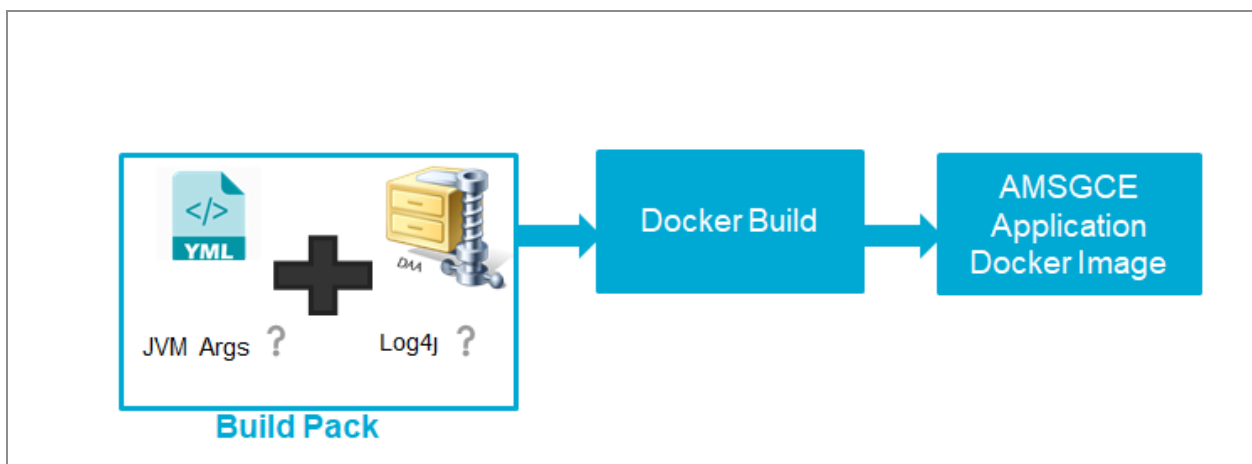 </>
YML
DAA
JVM Args ?
Log4j ?
Build Pack
Docker Build
AMSGCE
Application
Docker Image